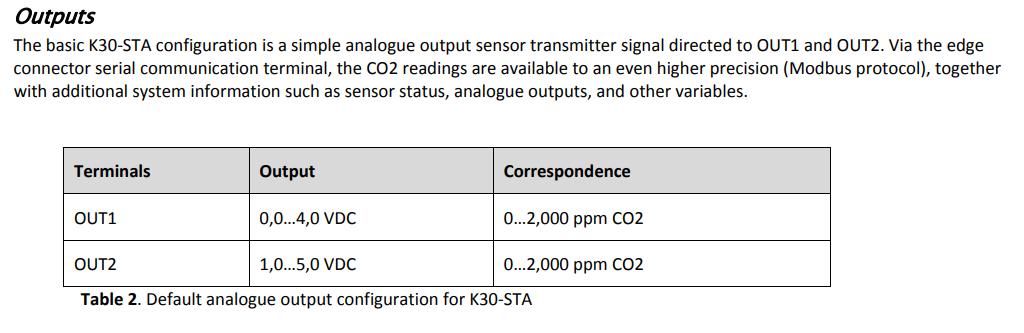 Outputs
The basic K30-STA configuration is a simple analogue output sensor transmitter signal directed to OUT1 and OUT2. Via the edge
connector serial communication terminal, the CO2 readings are available to an even higher precision (Modbus protocol), together
with additional system information such as sensor status, analogue outputs, and other variables.
Terminals Output Correspondence
OUT1 0,0...4,0 VDC 0...2,000 ppm CO2
OUT2 1,0...5,0 VDC 0...2,000 ppm CO2
Table 2. Default analogue output configuration for K30-STA